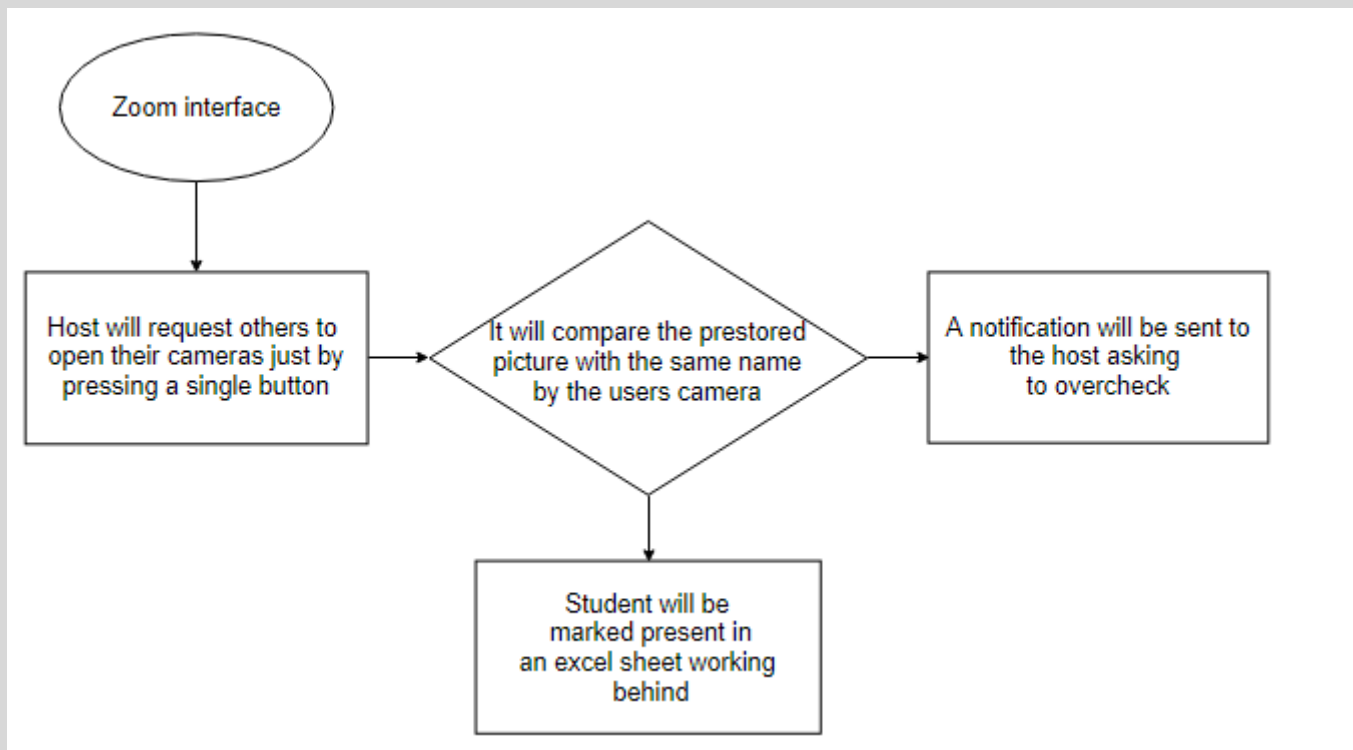 Zoom interface
Host will request others to
open their cameras just by
pressing a single button
It will compare the prestored
picture with the same name
by the users camera
A notification will be sent to
the host asking
to overcheck
Student will be
marked present in
an excel sheet working
behind